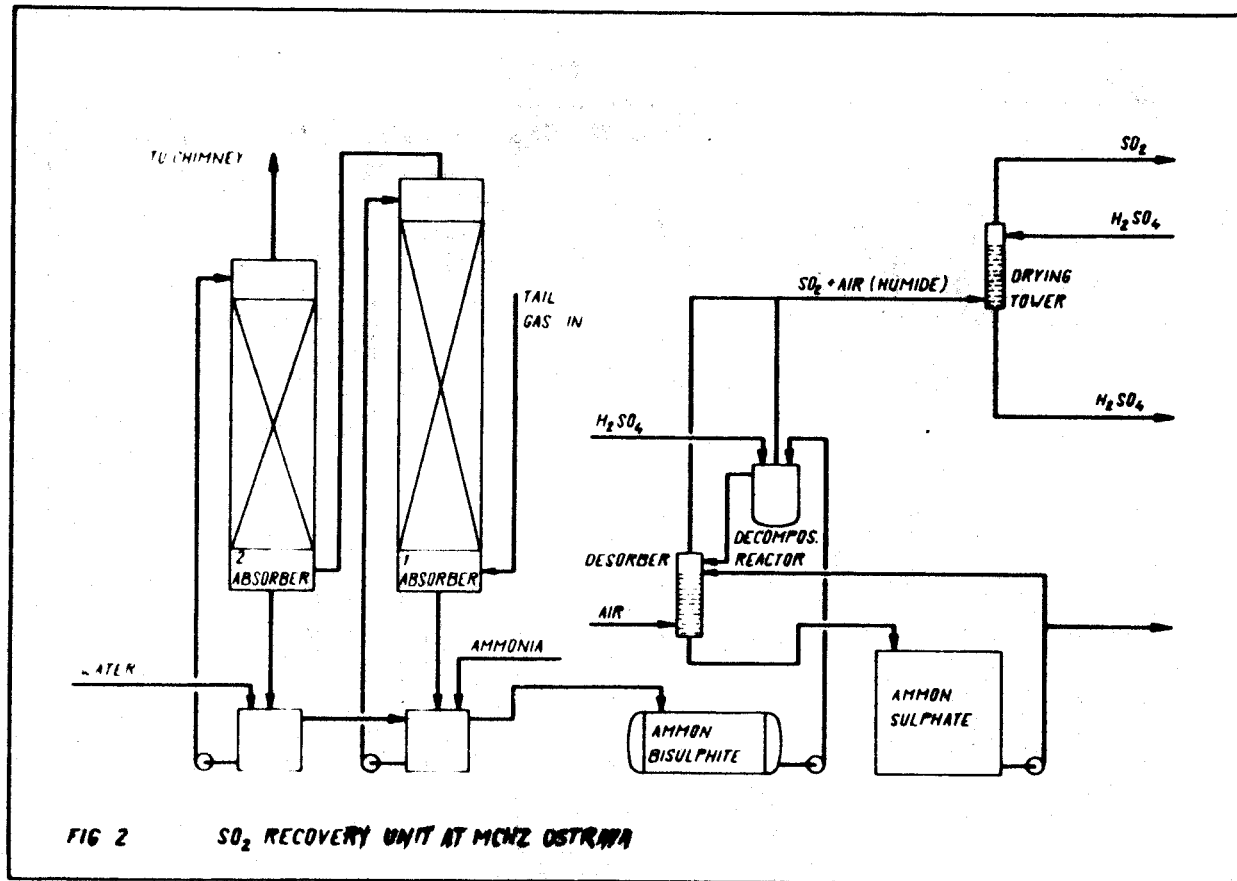 TO CHIMNEY
TAIL
GAS IN
2
ABSORBER
1
ABSORBER
WATER
AMMONIA
SO2
H2SO4
SO2 + AIR (HUMIDE)
DRYING
TOWER
H2SO4
H2SO4
DECOMPOS.
REACTOR
DESORBER
AIR
AMMON
BISULPHITE
AMMON
SULPHATE
FIG 2 SO2 RECOVERY UNIT AT MCHZ OSTRAVA